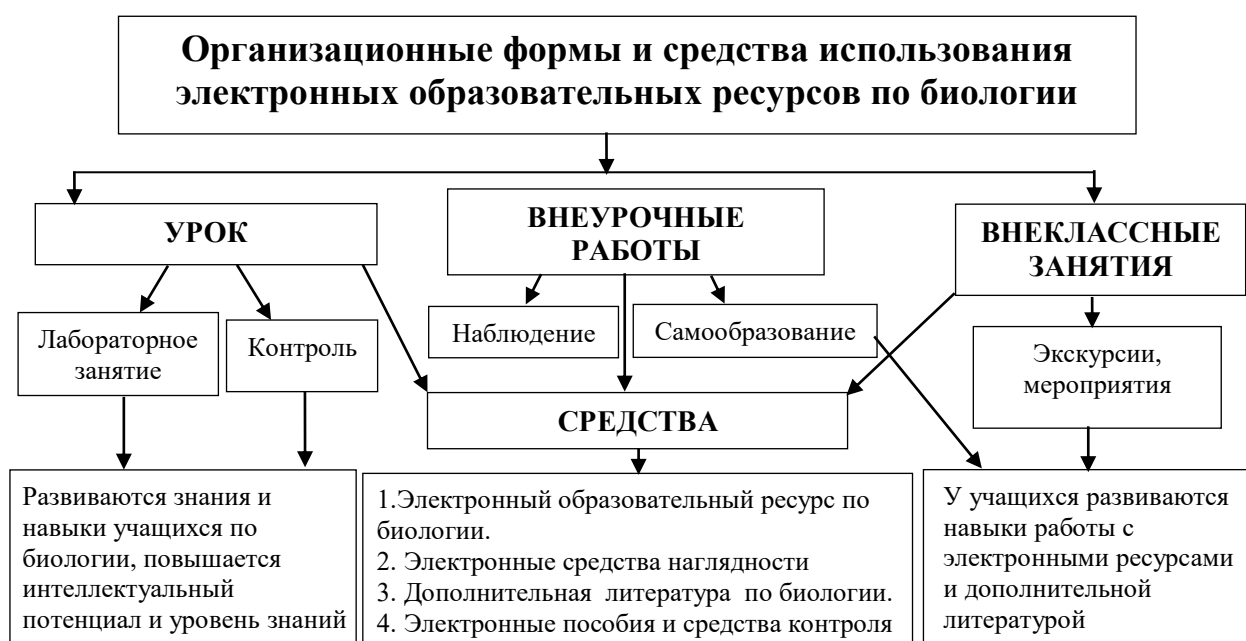 Организационные формы и средства использования
электронных образовательных ресурсов по биологии
УРОК
ВНЕУРОЧНЫЕ
РАБОТЫ
ВНЕКЛАССНЫЕ
ЗАНЯТИЯ
Лабораторное
занятие
Контроль
Наблюдение
Самообразование
Экскурсии,
мероприятия
СРЕДСТВА
Развиваются знания и
навыки учащихся по
биологии, повышается
интеллектуальный
потенциал и уровень знаний
1.Электронный образовательный ресурс по
биологии.
2. Электронные средства наглядности
3. Дополнительная литература по биологии.
4. Электронные пособия и средства контроля
У учащихся развиваются
навыки работы с
электронными ресурсами
и дополнительной
литературой